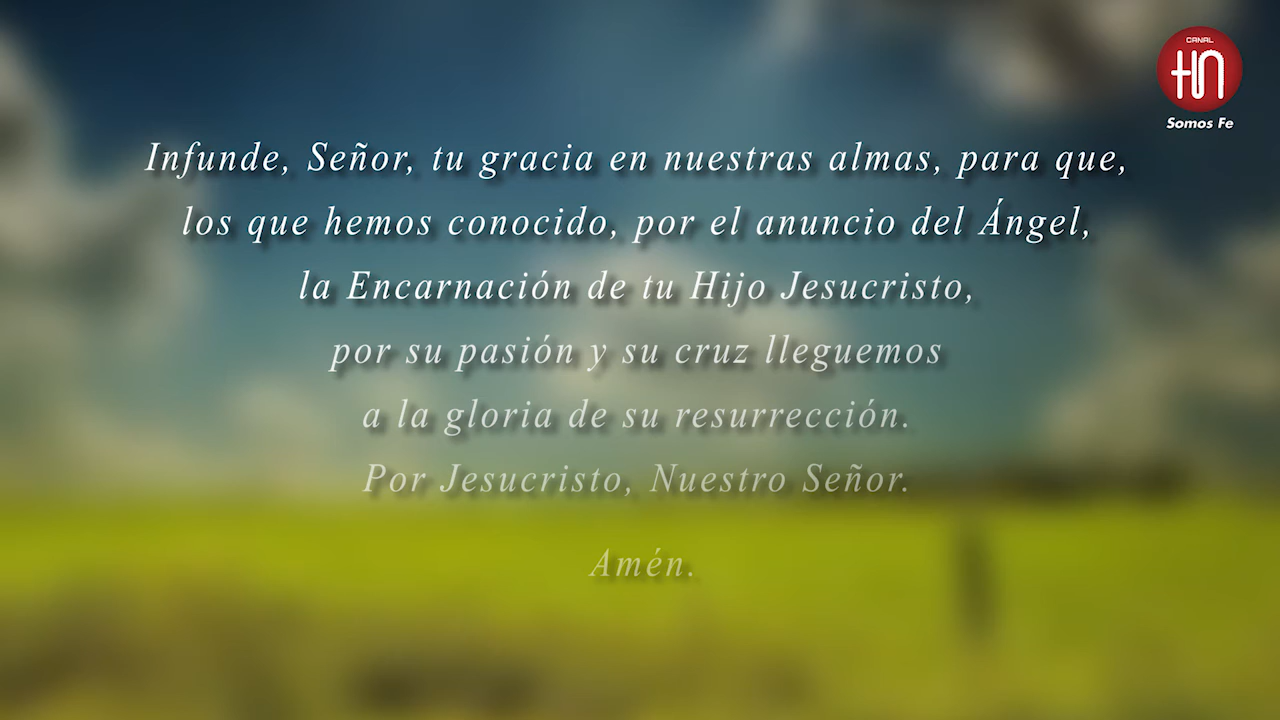 CANAL
HN
Somos Fe
Infunde, Señor, tu gracia en nuestras almas, para que,
los que hemos conocido, por el anuncio del Ángel,
la Encarnación de tu Hijo Jesucristo,
por su pasión y su cruz lleguemos
a la gloria de su resurrección.
Por Jesucristo, Nuestro Señor.
Amén.